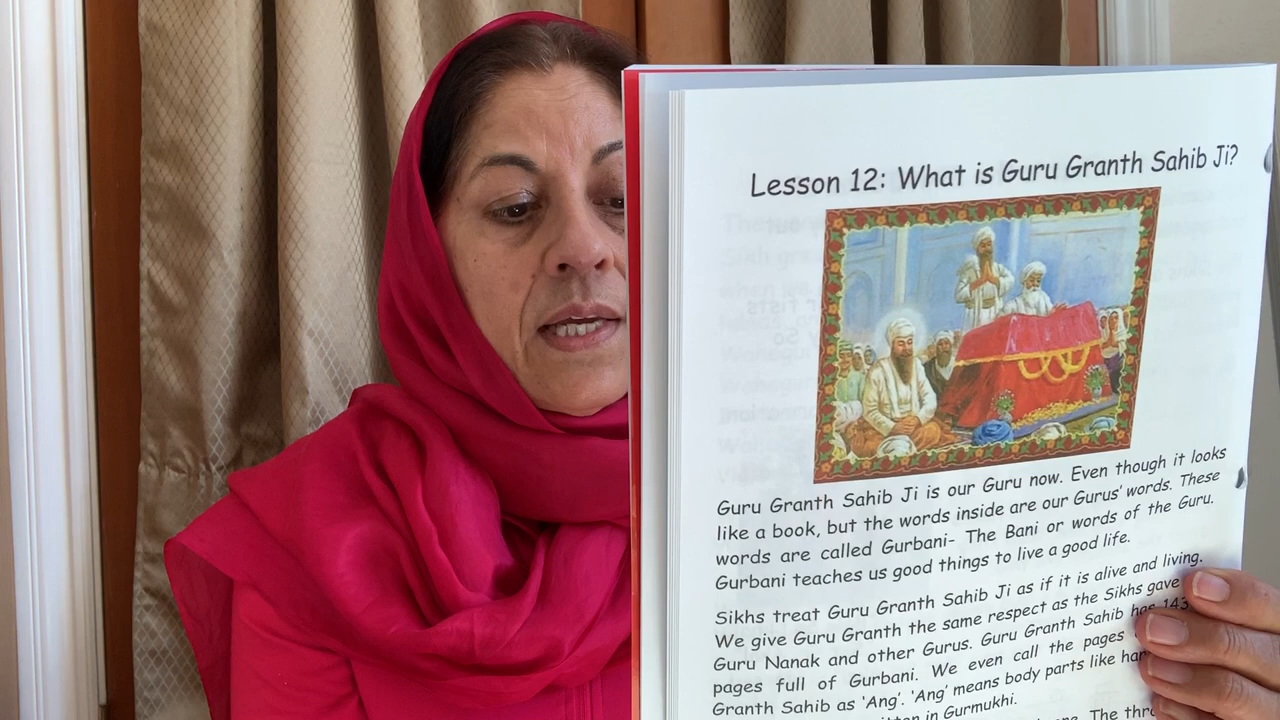 Lesson 12: What is Guru Granth Sahib Ji?
Guru Granth Sahib Ji is our Guru now. Even though it looks
like a book, but the words inside are our Gurus' words. These
words are called Gurbani- The Bani or words of the Guru.
Gurbani teaches us good things to live a good life.
Sikhs treat Guru Granth Sahib Ji as if it is alive and living.
We give Guru Granth the same respect as the Sikhs gave
Guru Nanak and other Gurus. Guru Granth Sahib has 143
pages full of Gurbani. We even call the pages
Granth Sahib as 'Ang'. 'Ang' means body parts like
in Gurmukhi.
The